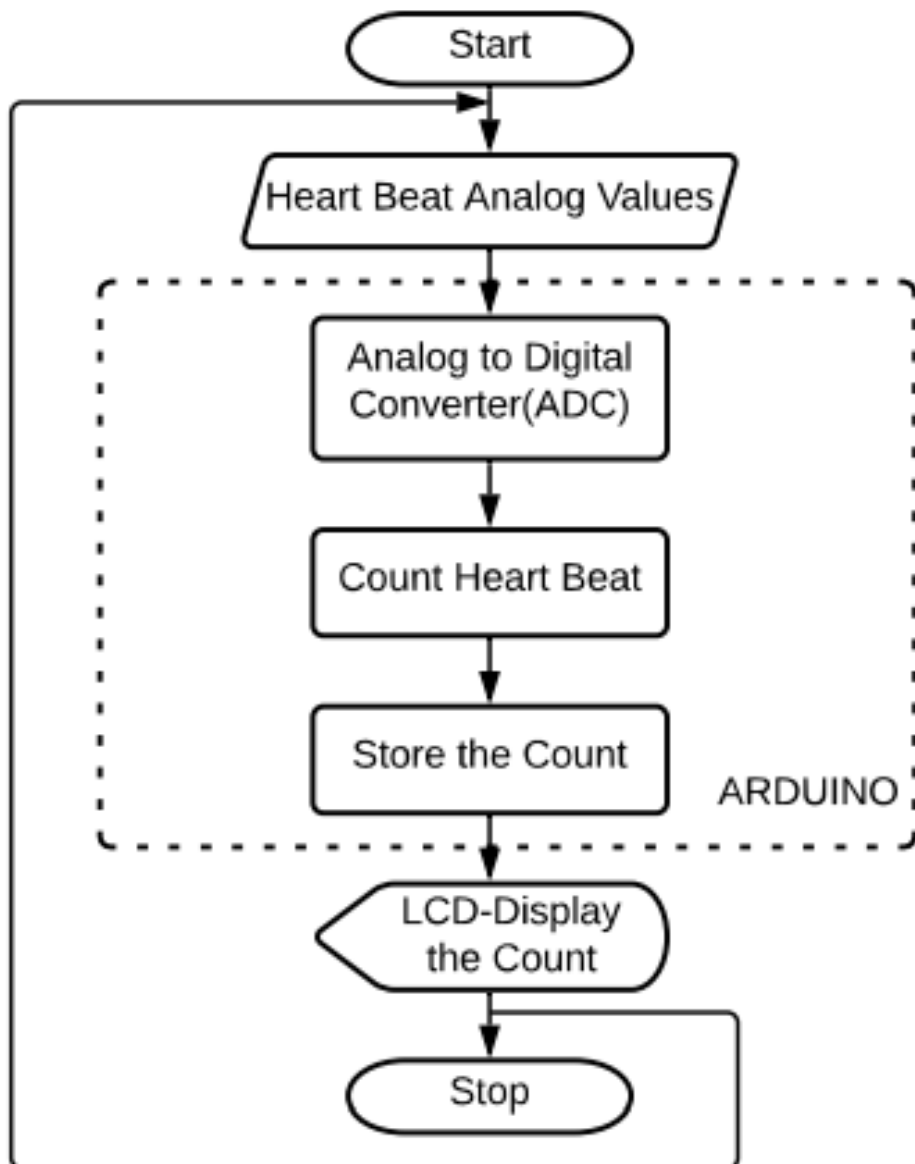 Start
Heart Beat Analog Values
Analog to Digital
Converter(ADC)
Count Heart Beat
Store the Count
ARDUINO
LCD-Display
the Count
Stop